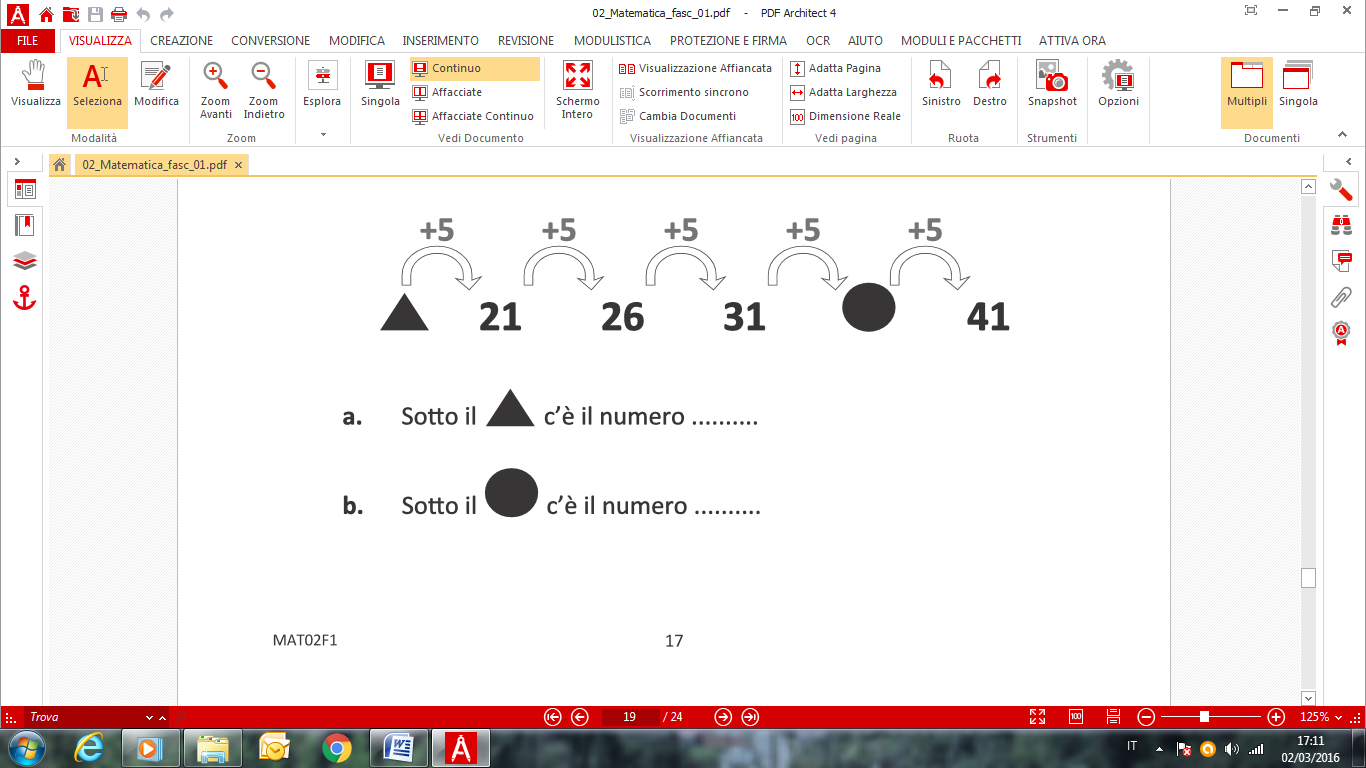 02_Matematica_fasc_01.pdf - PDF Architect 4
FILE VISUALIZZA CREAZIONE CONVERSIONE MODIFICA INSERIMENTO REVISIONE MODULISTICA PROTEZIONE E FIRMA OCR AIUTO MODULI E PACCHETTI ATTIVA ORA
Visualizza
Seleziona
Modifica
Modalità
Zoom Avanti
Zoom Indietro
Zoom
Esplora
Singola
Continuo
Affacciate
Affacciate Continuo
Vedi Documento
Schermo Intero
Visualizzazione Affiancata
Scorrimento sincrono
Cambia Documenti
Visualizzazione Affiancata
Adatta Pagina
Adatta Larghezza
100 Dimensione Reale
Vedi pagina
Sinistro
Destro
Ruota
Snapshot
Strumenti
Opzioni
Multipli
Singola
Documenti
02_Matematica_fasc_01.pdf
+5 +5 +5 +5 +5
21 26 31 41
a. Sotto il c’è il numero ..........
b. Sotto il c’è il numero ..........
MAT02F1 17
Trova 19 / 24 100 125%
IT 17:11
02/03/2016